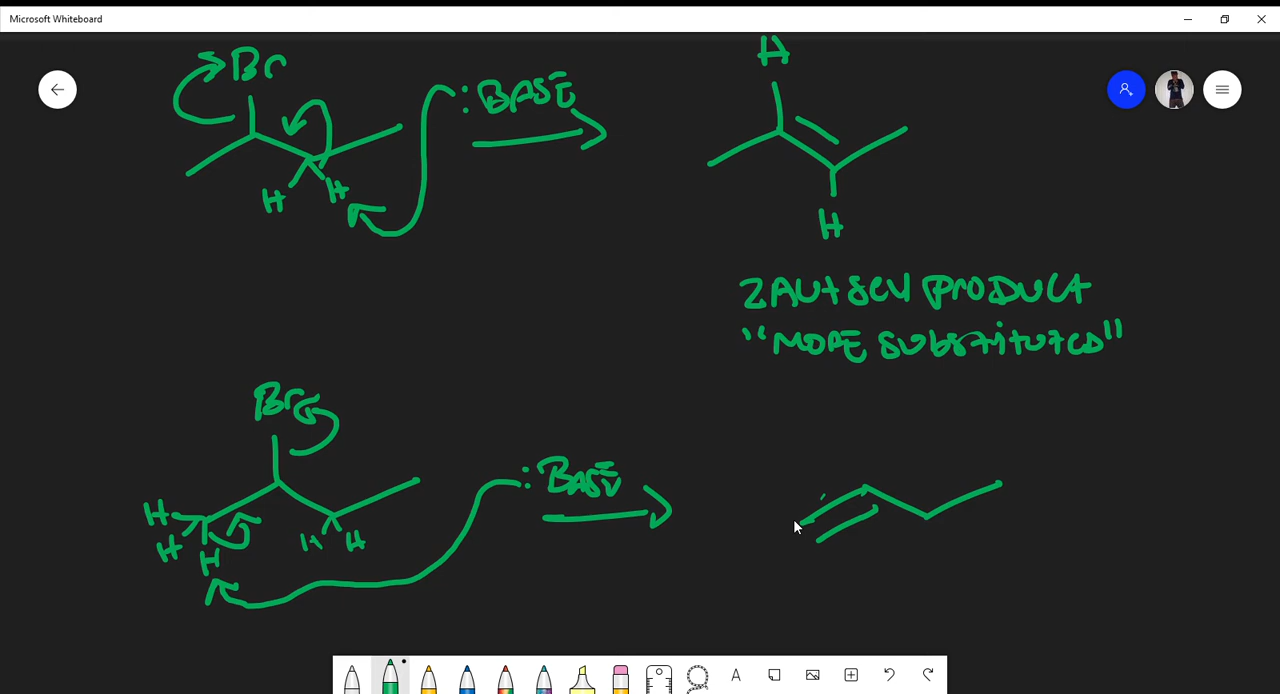 Microsoft Whiteboard
Br
:BASE
H
H
H
H
ZAITSEV PRODUCT
"MORE SUBSTITUTED"
Br
:BASE
H
H
H
H
H
A